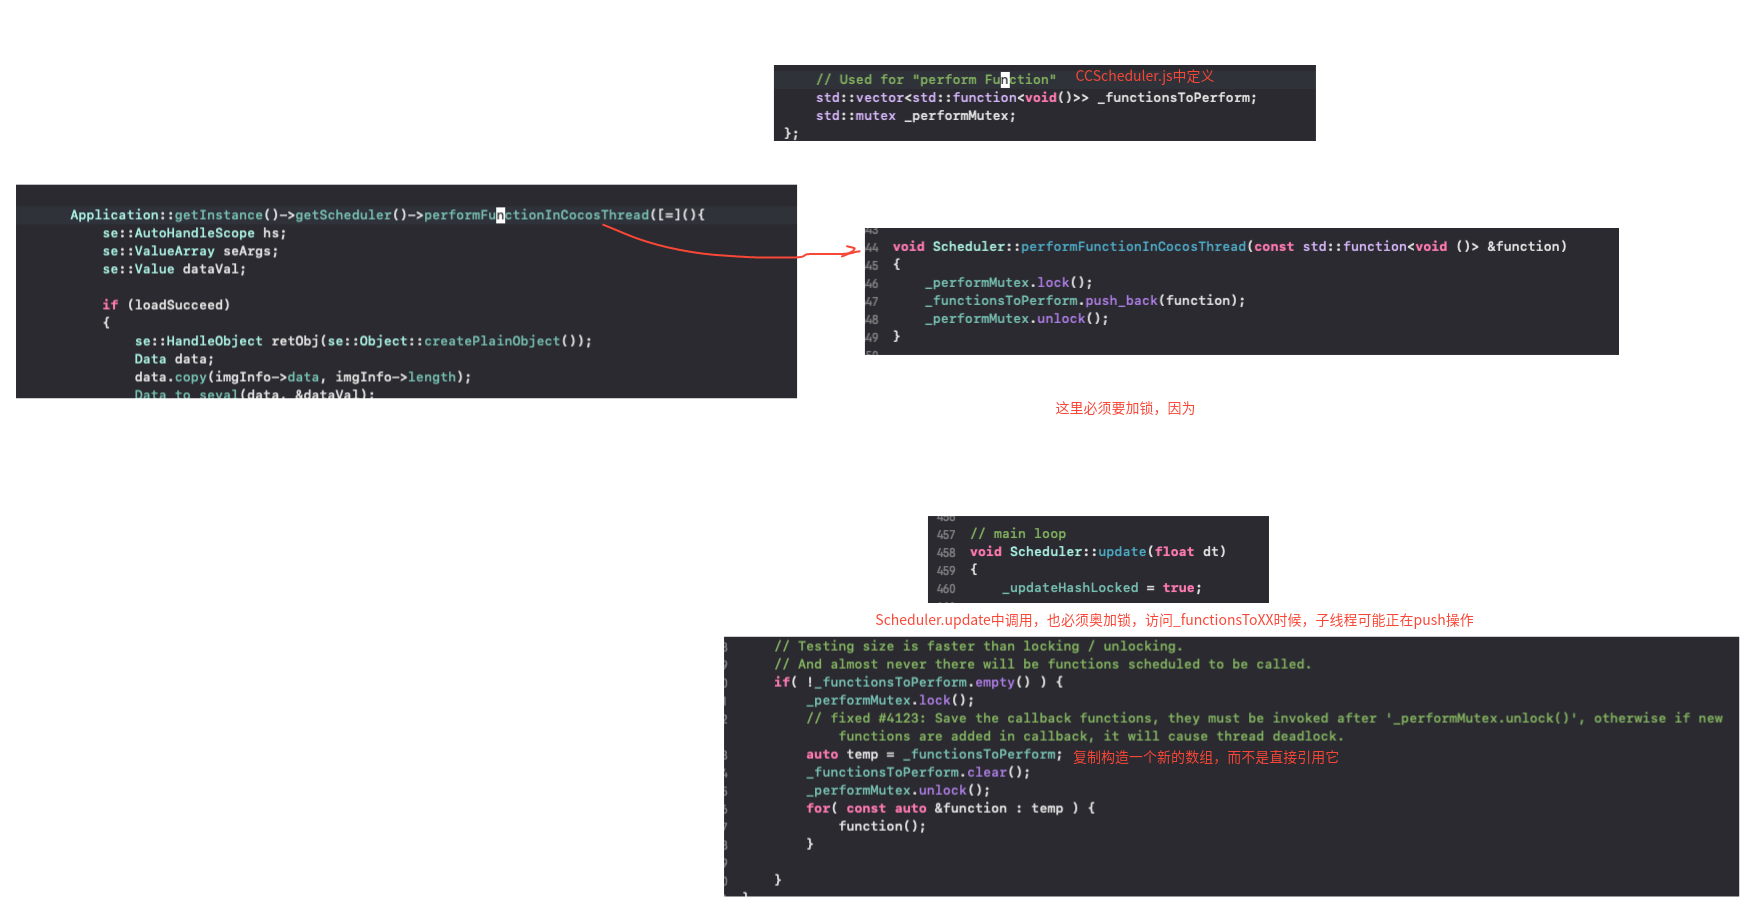 // Used for "perform Function" CCScheduler.js中定义
std::vector<std::function<void()>> _functionsToPerform;
std::mutex _performMutex;
};
Application::getInstance()->getScheduler()->performFunctionInCocosThread([=](){
se::AutoHandleScope hs;
se::ValueArray seArgs;
se::Value dataVal;
if (loadSucceed)
{
se::HandleObject retObj(se::Object::createPlainObject());
Data data;
data.copy(imgInfo->data, imgInfo->length);
Data to seval(data, &dataVal);
43
44 void Scheduler::performFunctionInCocosThread(const std::function<void ()> &function)
45 {
46 _performMutex.lock();
47 _functionsToPerform.push_back(function);
48 _performMutex.unlock();
49 }
50
这里必须要加锁，因为
456
457 // main loop
458 void Scheduler::update(float dt)
459 {
460 _updateHashLocked = true;
Scheduler.update中调用，也必须奥加锁，访问_functionsToXX时候，子线程可能正在push操作
// Testing size is faster than locking / unlocking.
// And almost never there will be functions scheduled to be called.
if( !_functionsToPerform.empty() ) {
_performMutex.lock();
// fixed #4123: Save the callback functions, they must be invoked after '_performMutex.unlock()', otherwise if new
functions are added in callback, it will cause thread deadlock.
auto temp = _functionsToPerform; 复制构造一个新的数组，而不是直接引用它
_functionsToPerform.clear();
_performMutex.unlock();
for( const auto &function : temp ) {
function();
}
}